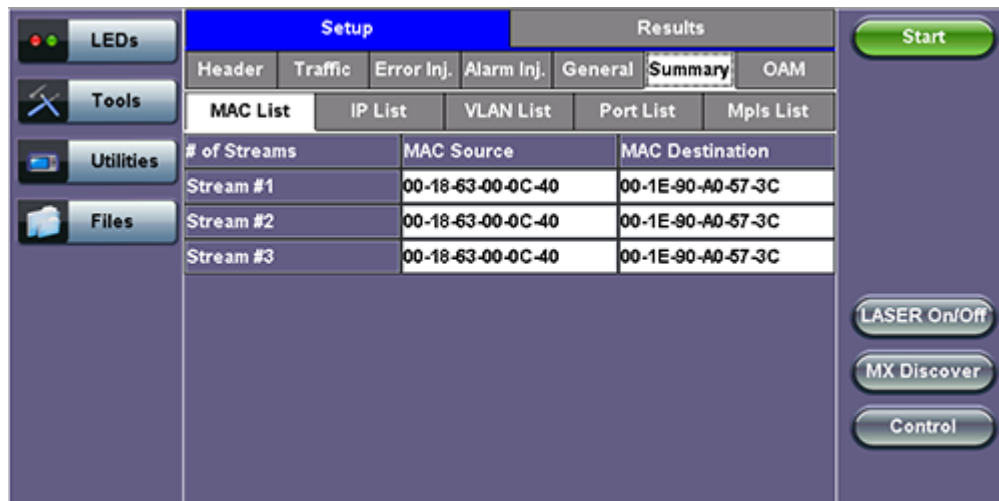 LEDs
Tools
Utilities
Files
Setup Results
Header Traffic Error Inj. Alarm Inj. General Summary OAM
MAC List IP List VLAN List Port List Mpls List
# of Streams MAC Source MAC Destination
Stream #1 00-18-63-00-0C-40 00-1E-90-A0-57-3C
Stream #2 00-18-63-00-0C-40 00-1E-90-A0-57-3C
Stream #3 00-18-63-00-0C-40 00-1E-90-A0-57-3C
Start
LASER On/Off
MX Discover
Control